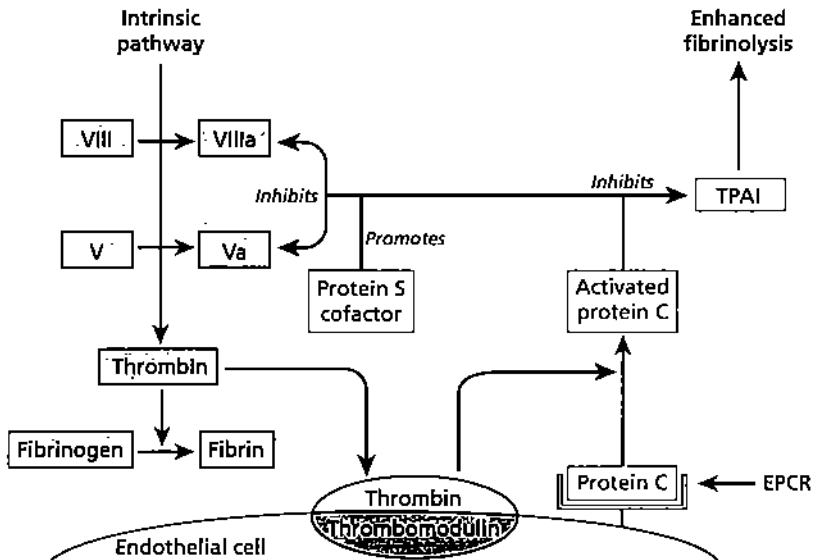 Intrinsic
pathway
Enhanced
fibrinolysis
VIII
VIIIa
Inhibits
Inhibits
TPAI
V
Va
Promotes
Protein S
cofactor
Activated
protein C
Thrombin
Fibrinogen
Fibrin
Thrombin
Thrombomodulin
Protein C
EPCR
Endothelial cell